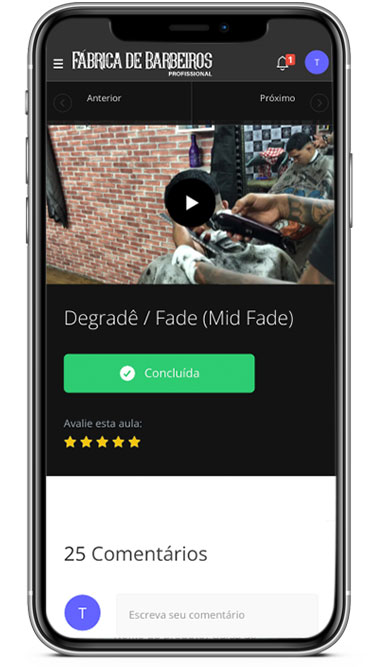 FÁBRICA DE BARBEIROS
PROFISSIONAL
1
T
Anterior
Próximo
Degradê / Fade (Mid Fade)
Concluída
Avalie esta aula:
25 Comentários
T
Escreva seu comentário